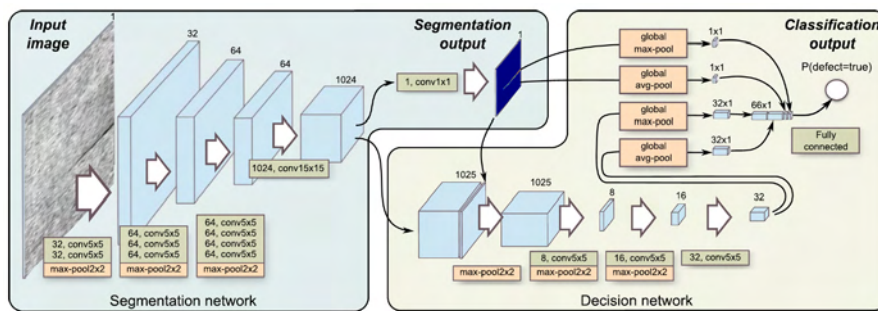 Input
image
1
32
64
64
1024
1, conv1x1
Segmentation
output
1
1024, conv15x15
32, conv5x5
32, conv5x5
max-pool2x2
64, conv5x5
64, conv5x5
64, conv5x5
max-pool2x2
64, conv5x5
64, conv5x5
64, conv5x5
64, conv5x5
max-pool2x2
Segmentation network
global
max-pool
1x1
global
avg-pool
1x1
global
max-pool
32x1
global
avg-pool
32x1
66x1
Classification
output
P(defect=true)
Fully
connected
1025
1025
8
16
32
max-pool2x2
8, conv5x5
max-pool2x2
16, conv5x5
max-pool2x2
32, conv5x5
Decision network